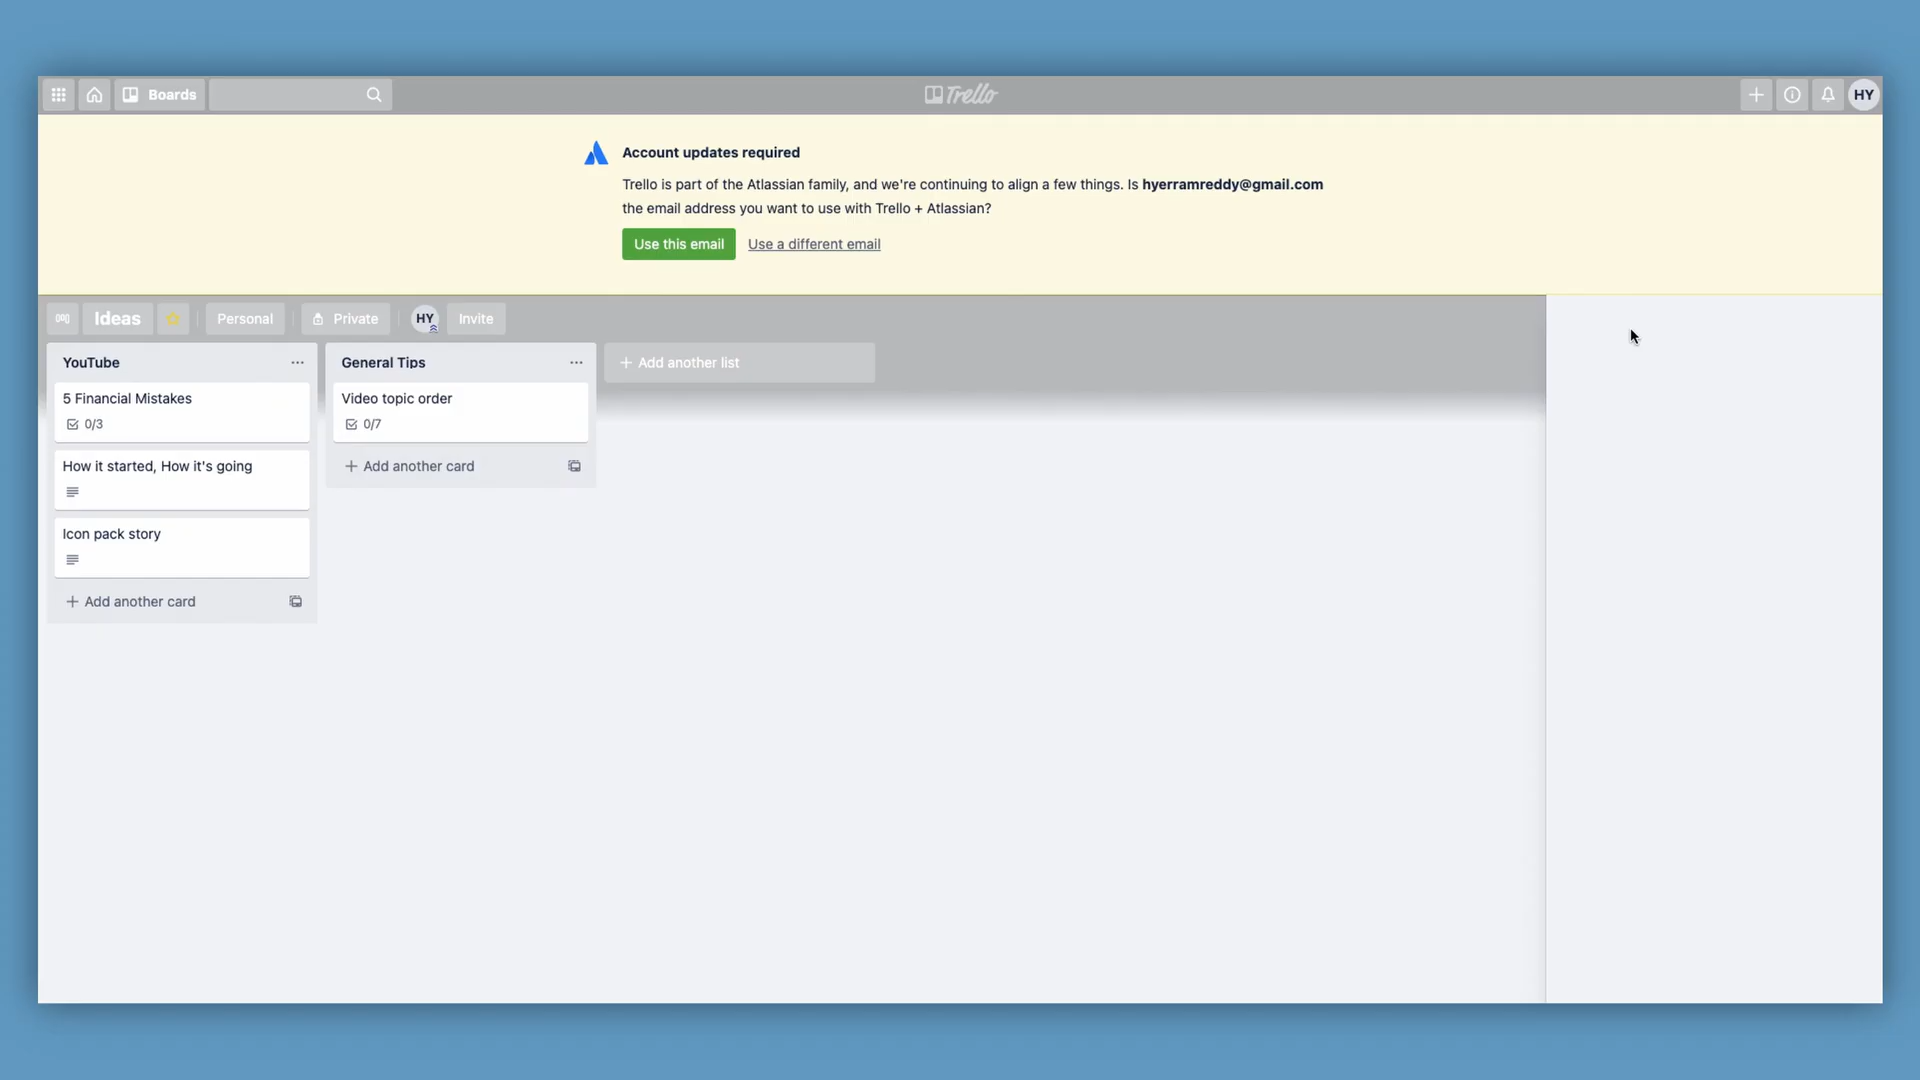 Boards
Trello
HY
Account updates required
Trello is part of the Atlassian family, and we're continuing to align a few things. Is hyerramreddy@gmail.com
the email address you want to use with Trello + Atlassian?
Use this email Use a different email
Ideas Personal Private HY Invite
YouTube
5 Financial Mistakes
0/3
How it started, How it's going
Icon pack story
+ Add another card
General Tips
Video topic order
0/7
+ Add another card
+ Add another list